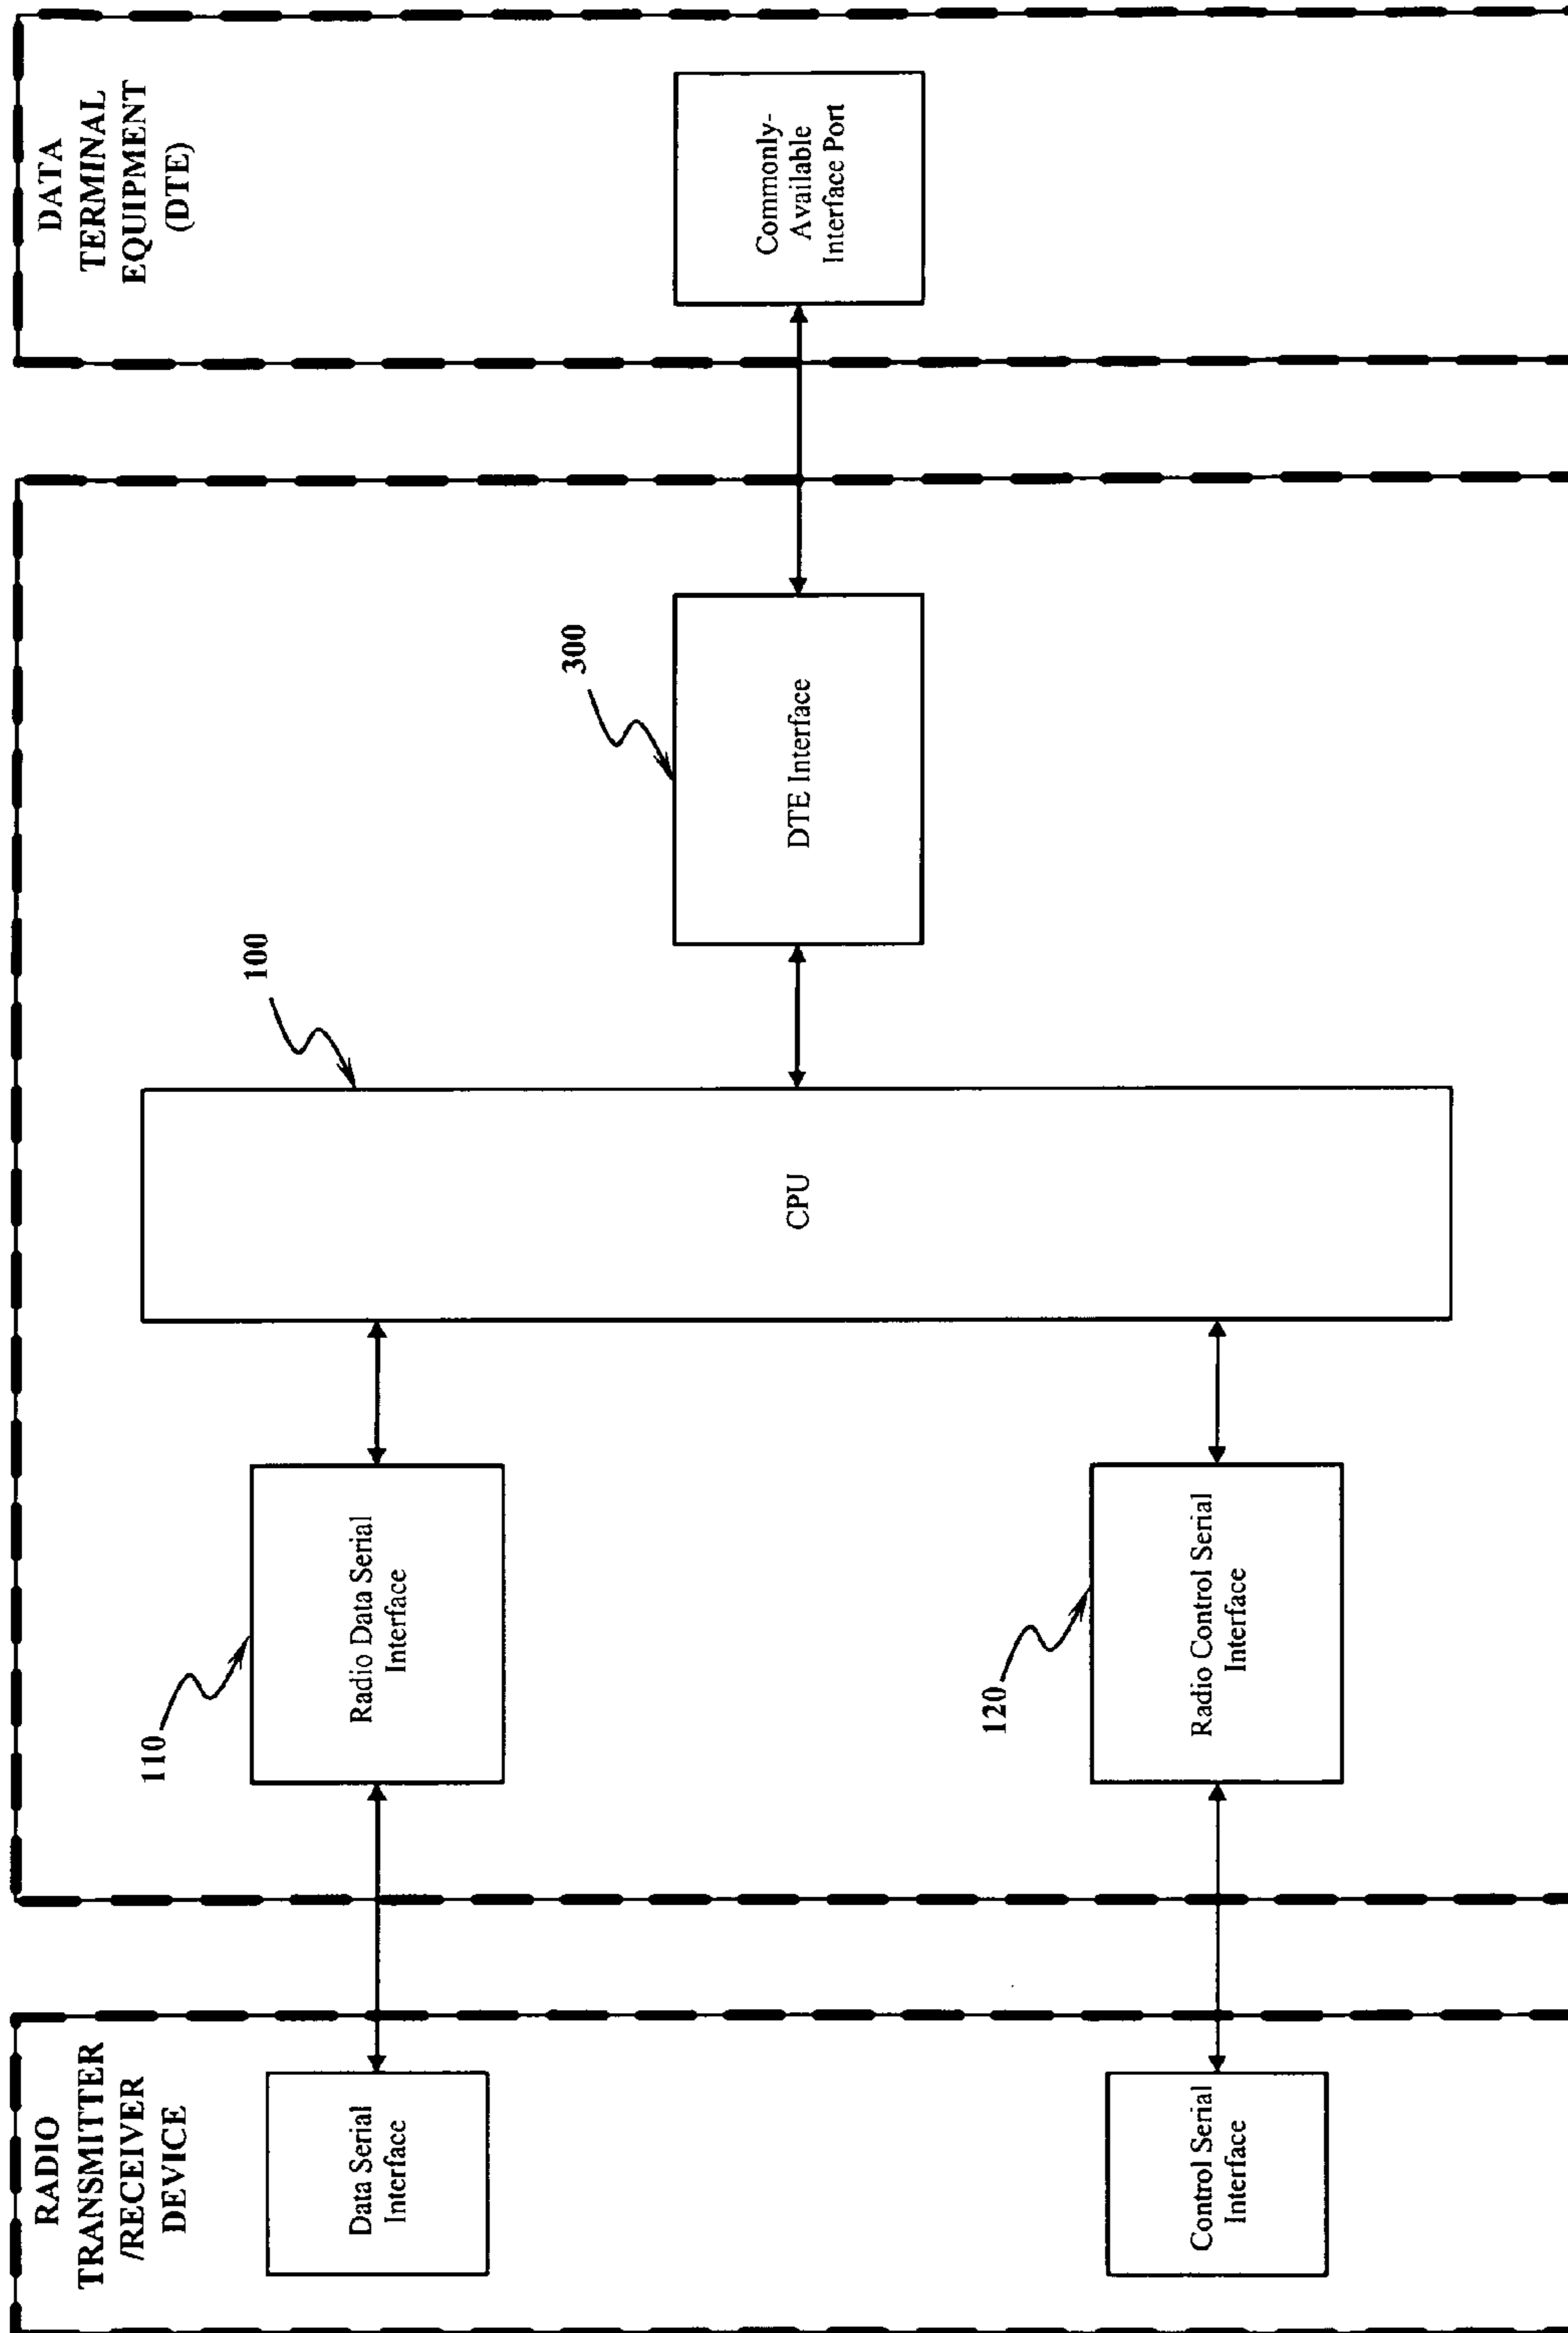 RADIO
TRANSMITTER
/RECEIVER
DEVICE
Data Serial
Interface
Control Serial
Interface
110
Radio Data Serial
Interface
120
Radio Control Serial
Interface
100
CPU
300
DTE Interface
DATA
TERMINAL
EQUIPMENT
(DTE)
Commonly-
Available
Interface Port